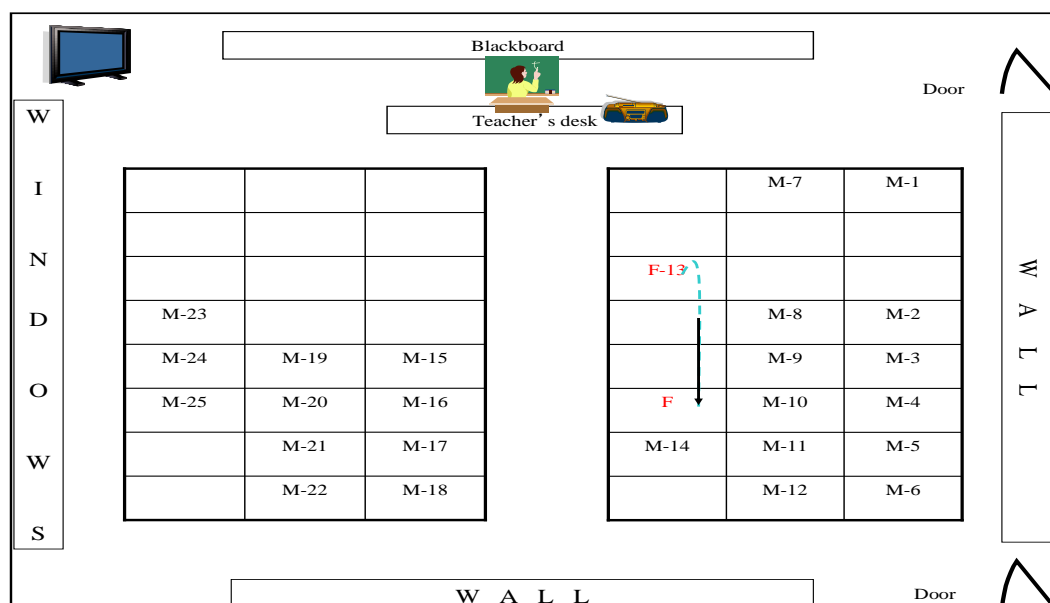 Blackboard
Door
Teacher's desk
W I N D O W S
M-7 M-1
F-13
M-23 M-8 M-2
M-24 M-19 M-15 M-9 M-3
M-25 M-20 M-16 F M-10 M-4
M-21 M-17 M-14 M-11 M-5
M-22 M-18 M-12 M-6
W A L L
W A L L
Door